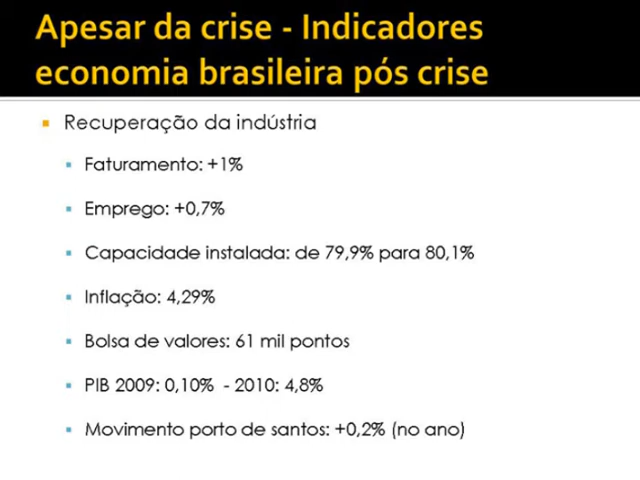 Apesar da crise - Indicadores
economia brasileira pós crise
Recuperação da indústria
Faturamento: +1%
Emprego: +0,7%
Capacidade instalada: de 79,9% para 80,1%
Inflação: 4,29%
Bolsa de valores: 61 mil pontos
PIB 2009: 0,10% - 2010: 4,8%
Movimento porto de santos: +0,2% (no ano)